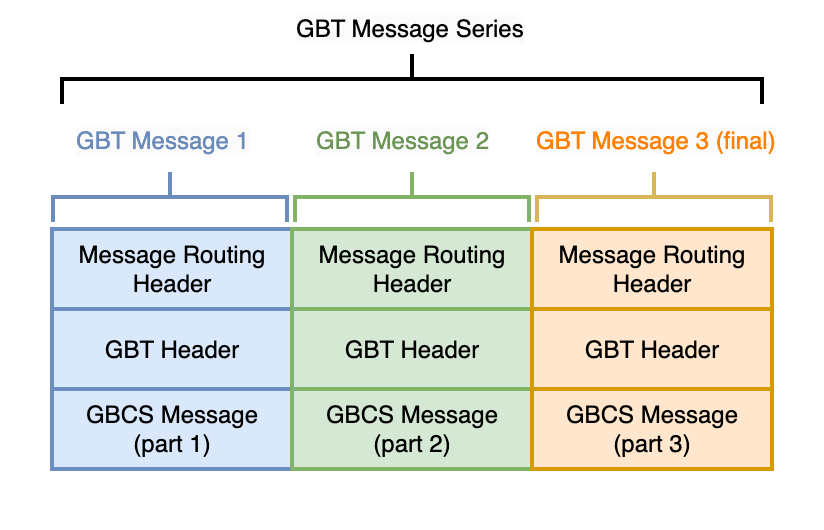 GBT Message Series
GBT Message 1
GBT Message 2
GBT Message 3 (final)
Message Routing
Header
Message Routing
Header
Message Routing
Header
GBT Header
GBT Header
GBT Header
GBCS Message
(part 1)
GBCS Message
(part 2)
GBCS Message
(part 3)